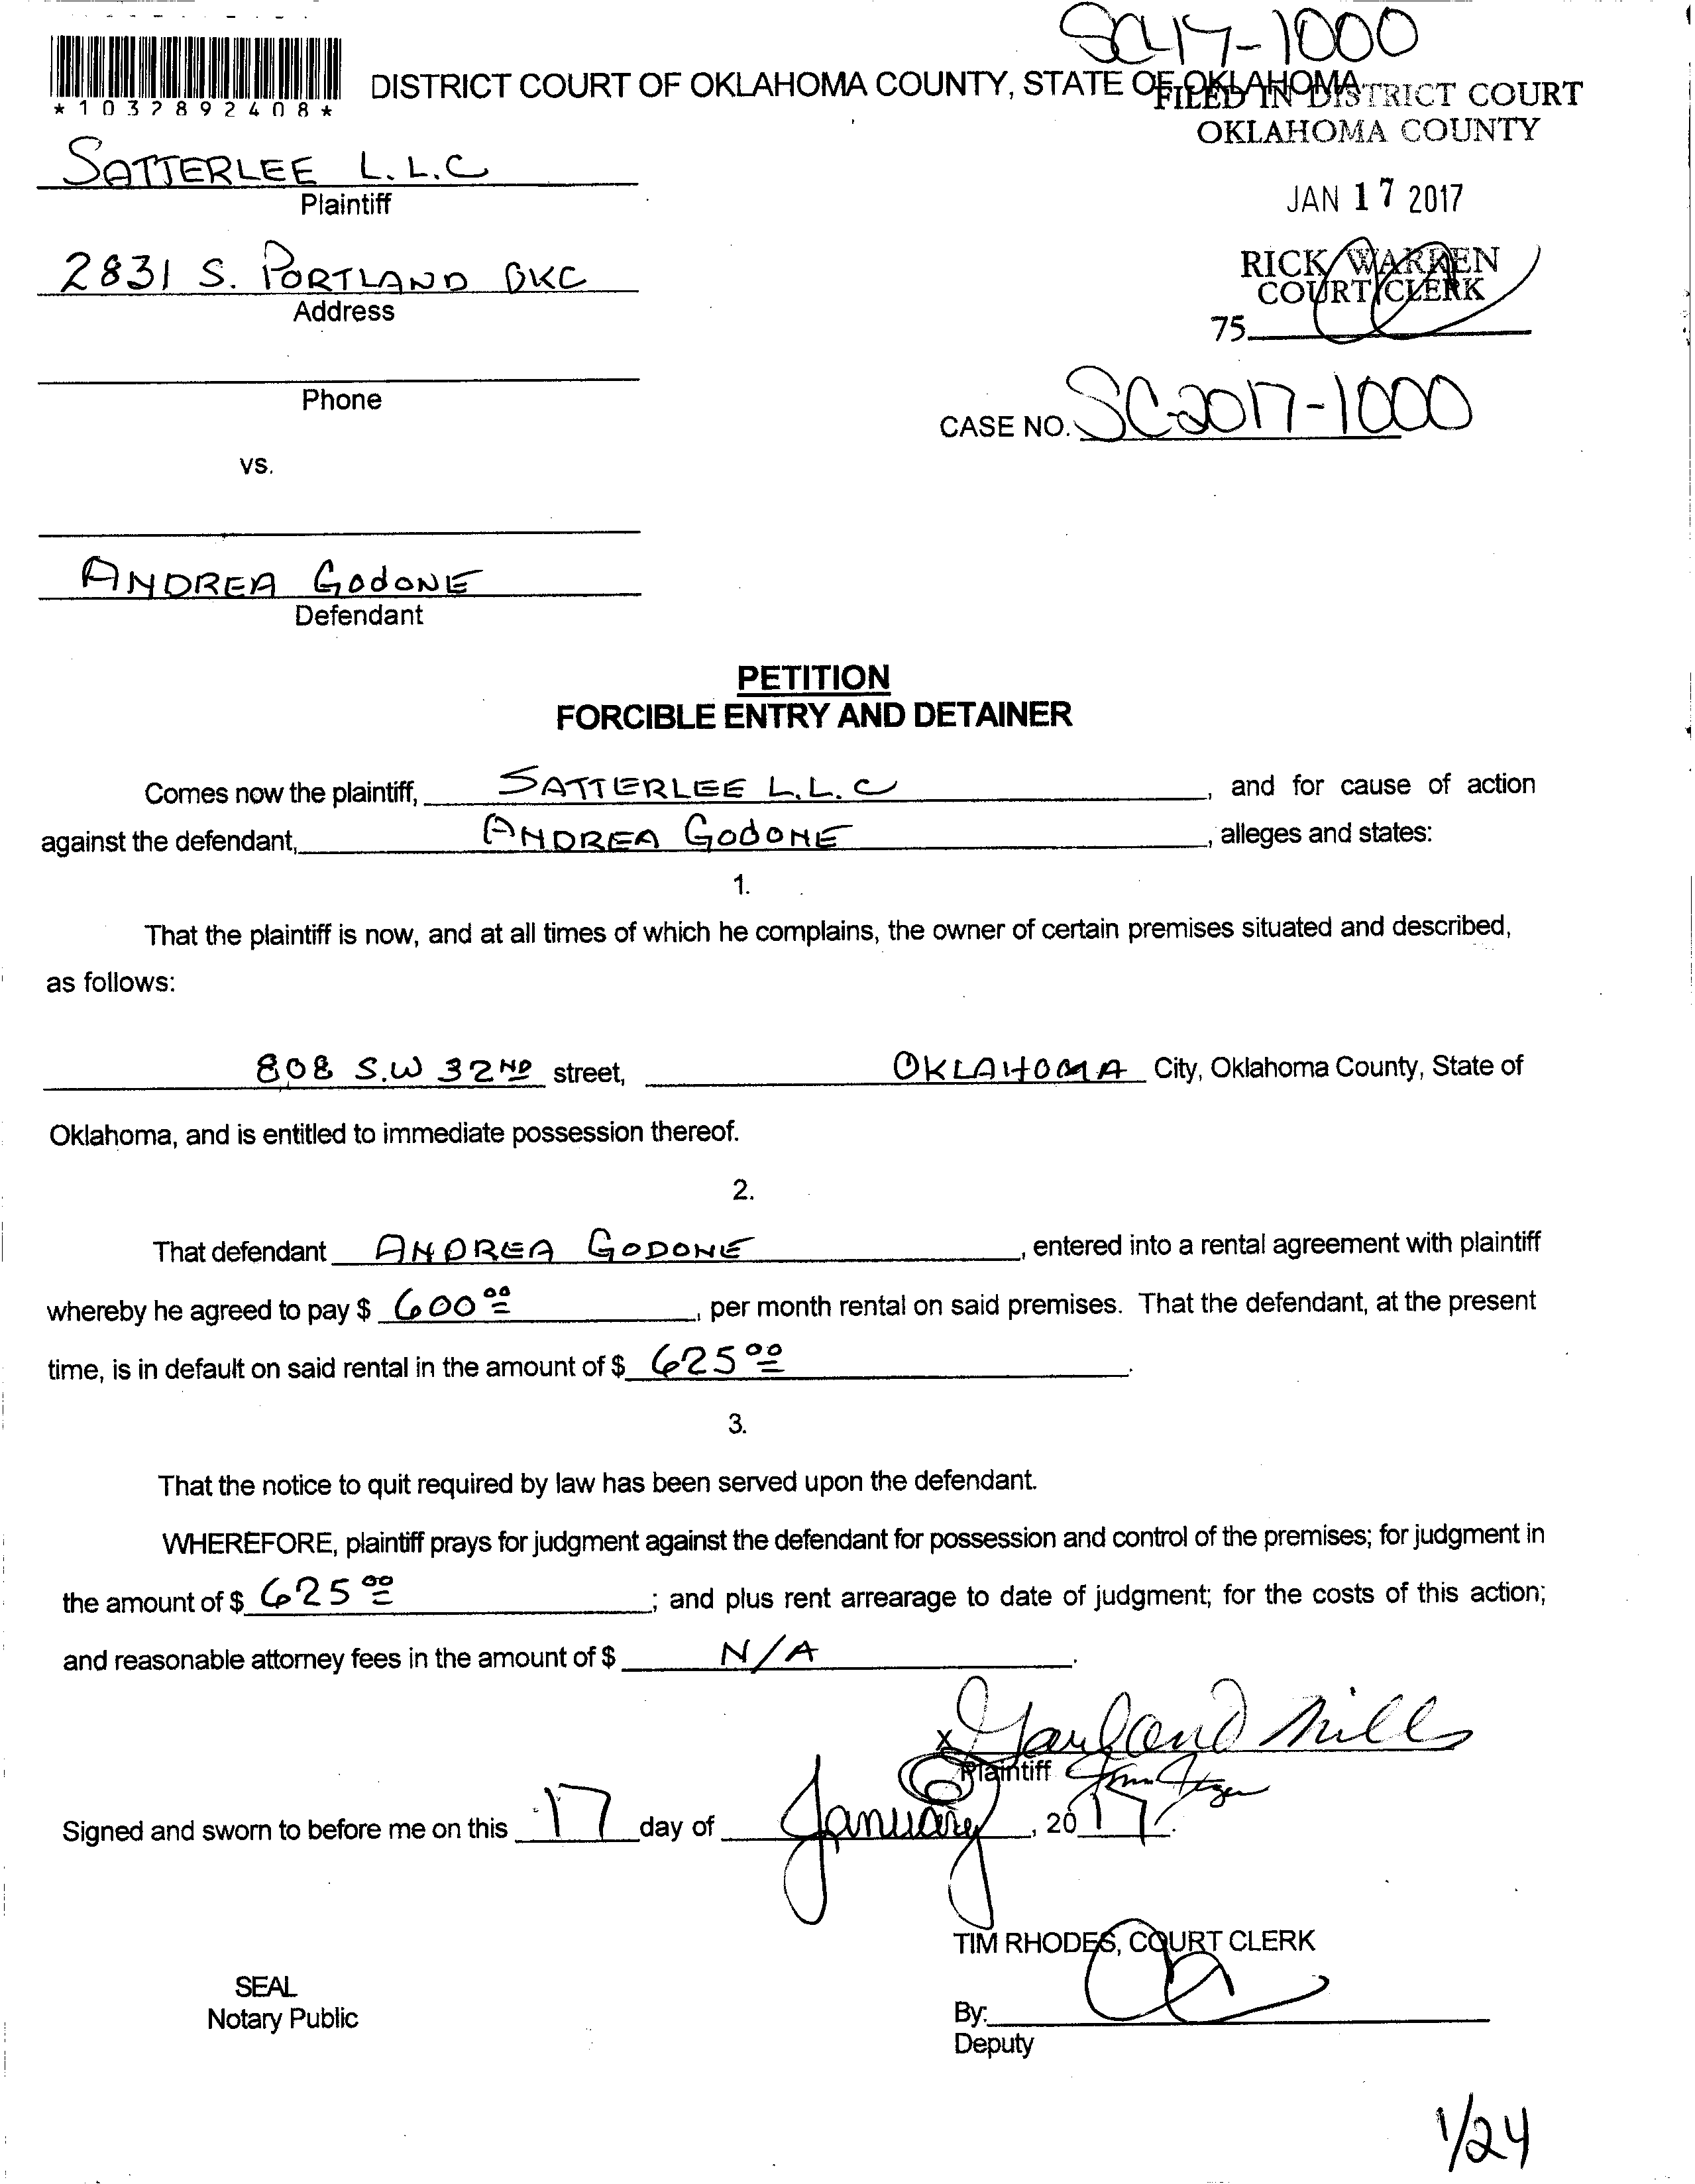 SC17-1000
*1032892408*
DISTRICT COURT OF OKLAHOMA COUNTY, STATE OF OKLAHOMA
FILED IN DISTRICT COURT
OKLAHOMA COUNTY
SATTERLEE L.L.C
Plaintiff
JAN 17 2017
2831 S. PORTLAND OKC
Address
RICK WARREN
COURT CLERK
75
Phone
CASE NO. SC-2017-1000
vs.
ANDREA GODONE
Defendant
PETITION
FORCIBLE ENTRY AND DETAINER
Comes now the plaintiff, SATTERLEE L.L.C, and for cause of action
against the defendant, ANDREA GODONE, alleges and states:
1.
That the plaintiff is now, and at all times of which he complains, the owner of certain premises situated and described,
as follows:
808 S.W 32ND street, OKLAHOMA City, Oklahoma County, State of
Oklahoma, and is entitled to immediate possession thereof.
2.
That defendant ANDREA GODONE, entered into a rental agreement with plaintiff
whereby he agreed to pay $ 600 00, per month rental on said premises. That the defendant, at the present
time, is in default on said rental in the amount of $ 625 00.
3.
That the notice to quit required by law has been served upon the defendant.
WHEREFORE, plaintiff prays for judgment against the defendant for possession and control of the premises; for judgment in
the amount of $ 625 00; and plus rent arrearage to date of judgment; for the costs of this action;
and reasonable attorney fees in the amount of $ N/A.
x Garland Mills
Plaintiff
Signed and sworn to before me on this 17 day of January, 2017.
TIM RHODES, COURT CLERK
SEAL
Notary Public
By:
Deputy
1/24